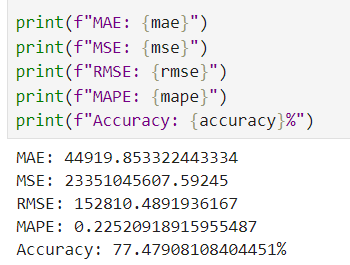 print(f"MAE: {mae}")
print(f"MSE: {mse}")
print(f"RMSE: {rmse}")
print(f"MAPE: {mape}")
print(f"Accuracy: {accuracy}%")
MAE: 44919.853322443334
MSE: 23351045607.59245
RMSE: 152810.4891936167
MAPE: 0.22520918915955487
Accuracy: 77.47908108404451%